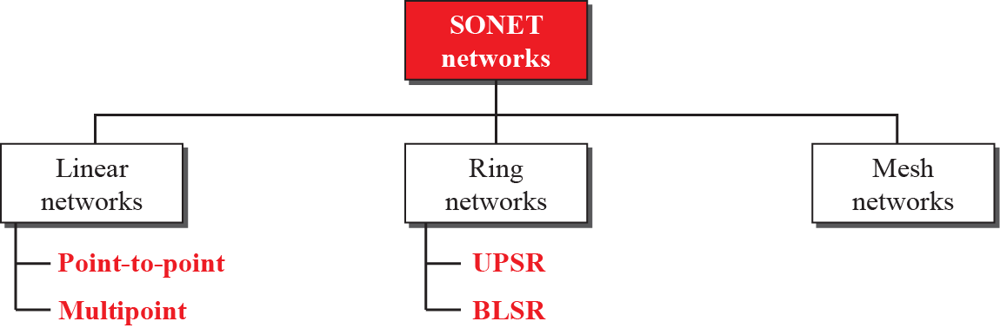 SONET
networks
Linear
networks
Ring
networks
Mesh
networks
Point-to-point
Multipoint
UPSR
BLSR